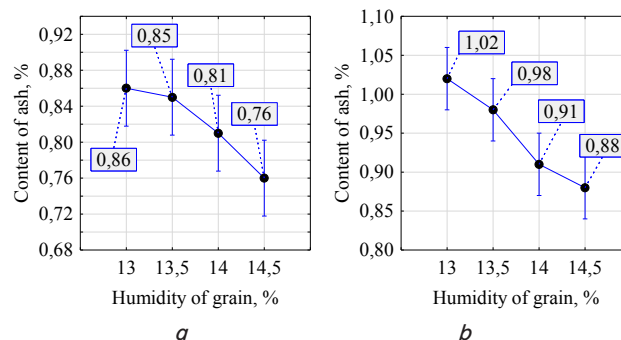 Content of ash, %
0,92
0,88
0,84
0,80
0,76
0,72
0,68
0,86
0,85
0,81
0,76
13 13,5 14 14,5
Humidity of grain, %
a
Content of ash, %
1,10
1,05
1,00
0,95
0,90
0,85
0,80
1,02
0,98
0,91
0,88
13 13,5 14 14,5
Humidity of grain, %
b